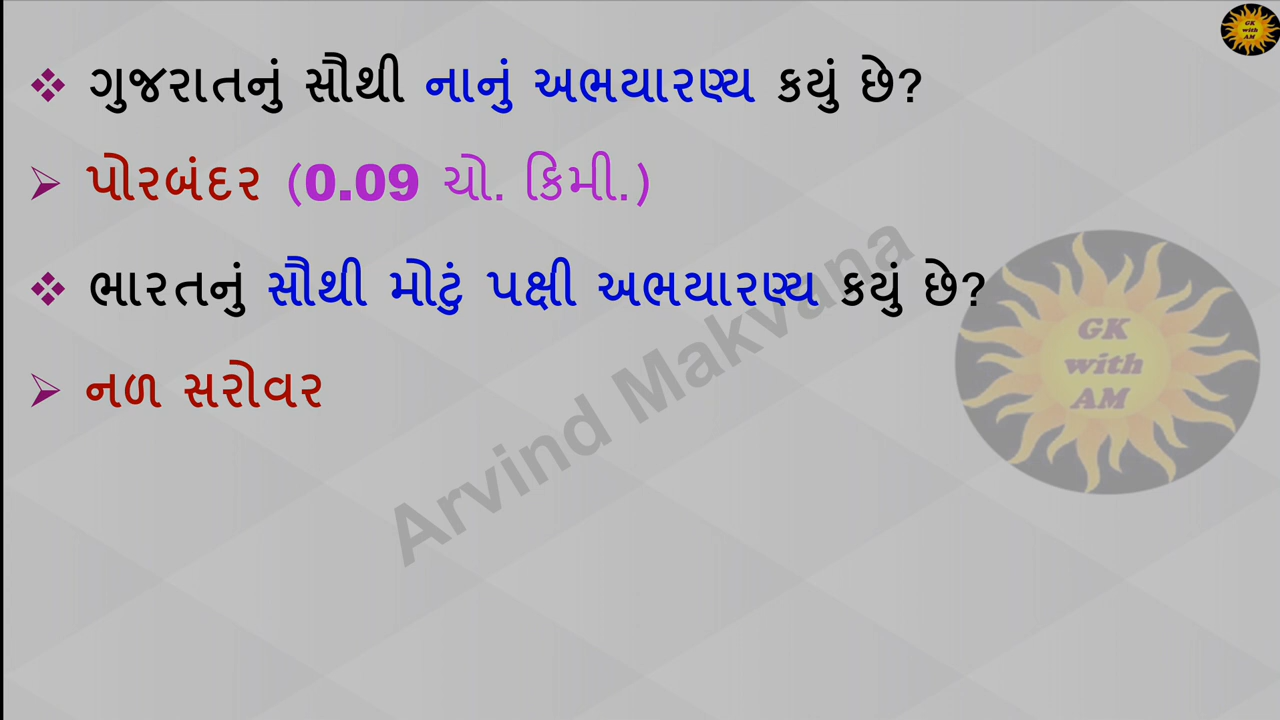 GK
with
AM
ગુજરાતનું સૌથી નાનું અભયારણ્ય કયું છે?
પોરબંદર (0.09 ચો. કિમી.)
ભારતનું સૌથી મોટું પક્ષી અભયારણ્ય કયું છે?
નળ સરોવર
GK
with
AM
Arvind Makvana